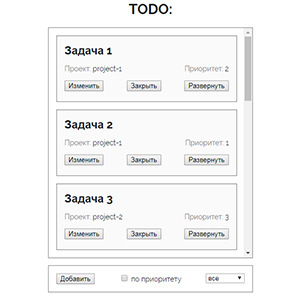 TODO:
Задача 1
Проект: project-1 Приоритет: 2
Изменить Закрыть Развернуть
Задача 2
Проект: project-1 Приоритет: 1
Изменить Закрыть Развернуть
Задача 3
Проект: project-2 Приоритет: 3
Изменить Закрыть Развернуть
Добавить по приоритету все